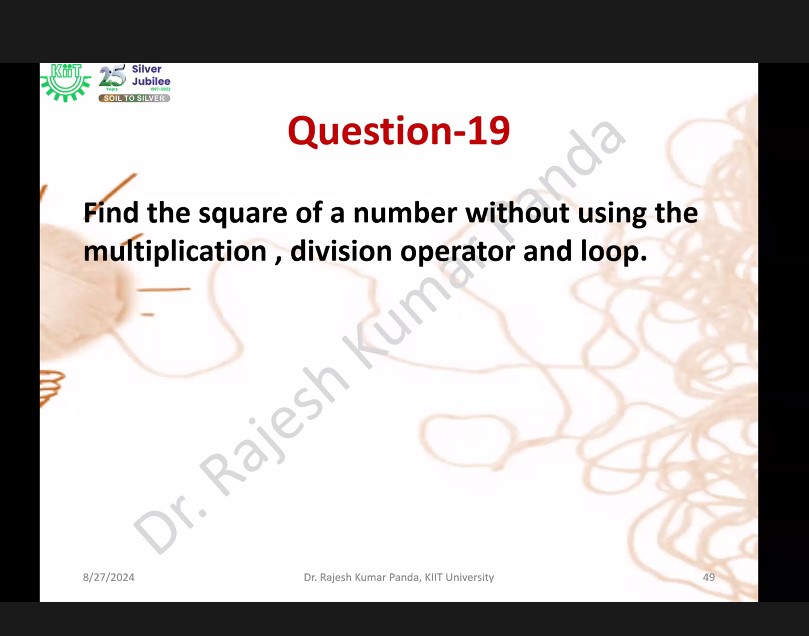 KiiT
25 Silver
Jubilee
Years 1997-2022
SOIL TO SILVER
Question-19
Find the square of a number without using the
multiplication , division operator and loop.
Dr. Rajesh Kumar Panda
8/27/2024 Dr. Rajesh Kumar Panda, KIIT University 49